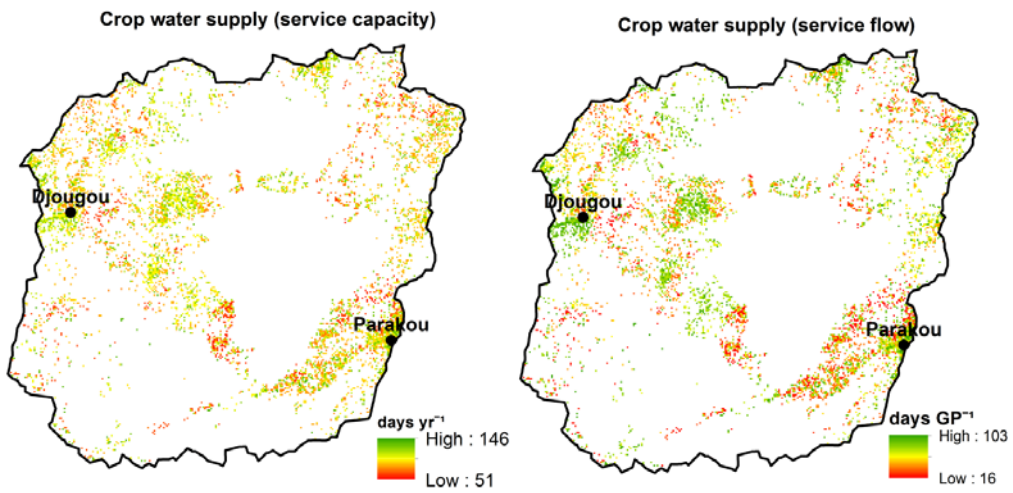 Crop water supply (service capacity)
Djougou
Parakou
days yr⁻¹
High : 146
Low : 51
Crop water supply (service flow)
Djougou
Parakou
days GP⁻¹
High : 103
Low : 16